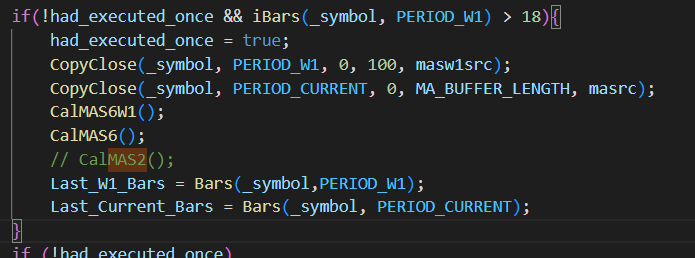 if(!had_executed_once && iBars(_symbol, PERIOD_W1) > 18){
had_executed_once = true;
CopyClose(_symbol, PERIOD_W1, 0, 100, masw1src);
CopyClose(_symbol, PERIOD_CURRENT, 0, MA_BUFFER_LENGTH, masrc);
CalMAS6W1();
CalMAS6();
// CalMAS2();
Last_W1_Bars = Bars(_symbol,PERIOD_W1);
Last_Current_Bars = Bars(_symbol, PERIOD_CURRENT);
}
if (!had_executed_once)